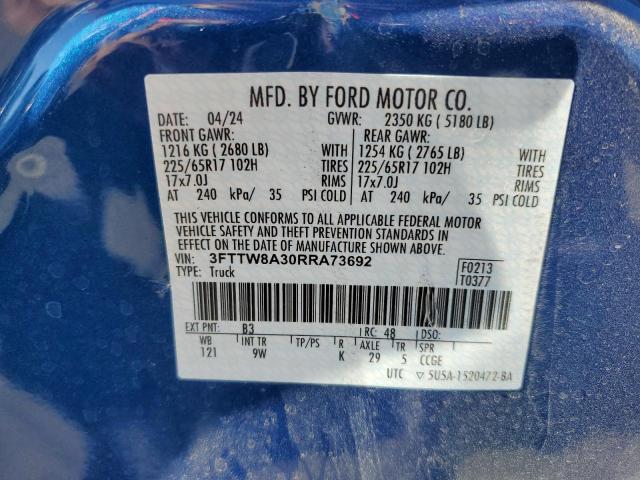 MFD. BY FORD MOTOR CO.
DATE: 04/24 GVWR: 2350 KG ( 5180 LB)
FRONT GAWR: REAR GAWR:
1216 KG ( 2680 LB) WITH 1254 KG ( 2765 LB) WITH
225/65R17 102H TIRES 225/65R17 102H TIRES
17x7.0J RIMS 17x7.0J RIMS
AT 240 kPa/ 35 PSI COLD AT 240 kPa/ 35 PSI COLD
THIS VEHICLE CONFORMS TO ALL APPLICABLE FEDERAL MOTOR
VEHICLE SAFETY AND THEFT PREVENTION STANDARDS IN
EFFECT ON THE DATE OF MANUFACTURE SHOWN ABOVE.
VIN: 3FTTW8A30RRA73692 F0213
TYPE: Truck T0377
EXT PNT: B3 RC: 48 DSO:
WB INT TR TP/PS R AXLE TR SPR
121 9W K 29 5 CCGE
UTC ▽ 5U5A-1520472-BA